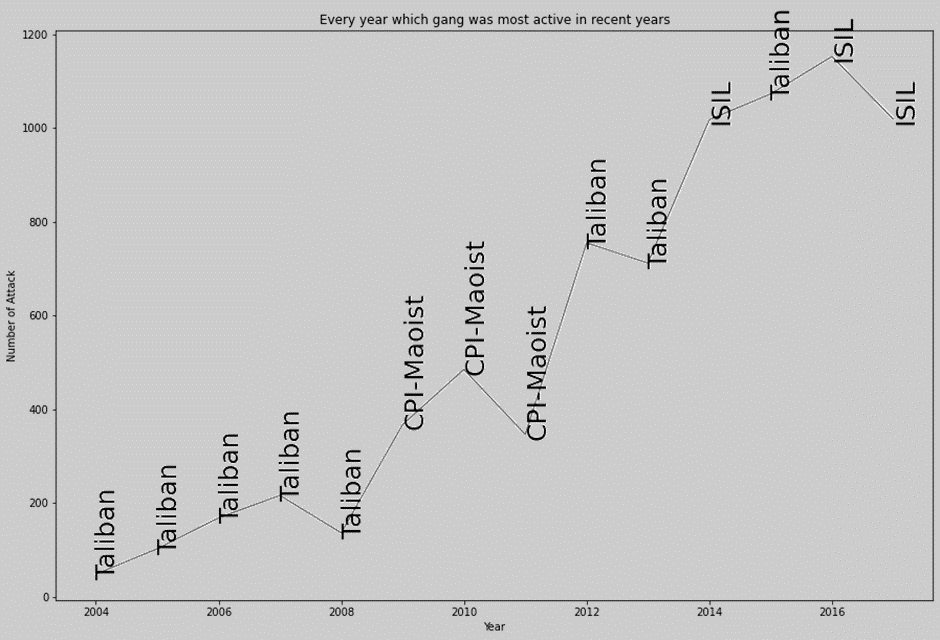 Every year which gang was most active in recent years
1200
1000
800
600
400
200
0
Number of Attack
Taliban
Taliban
Taliban
Taliban
Taliban
CPI-Maoist
CPI-Maoist
CPI-Maoist
Taliban
Taliban
ISIL
Taliban
ISIL
ISIL
2004
2006
2008
2010
2012
2014
2016
Year